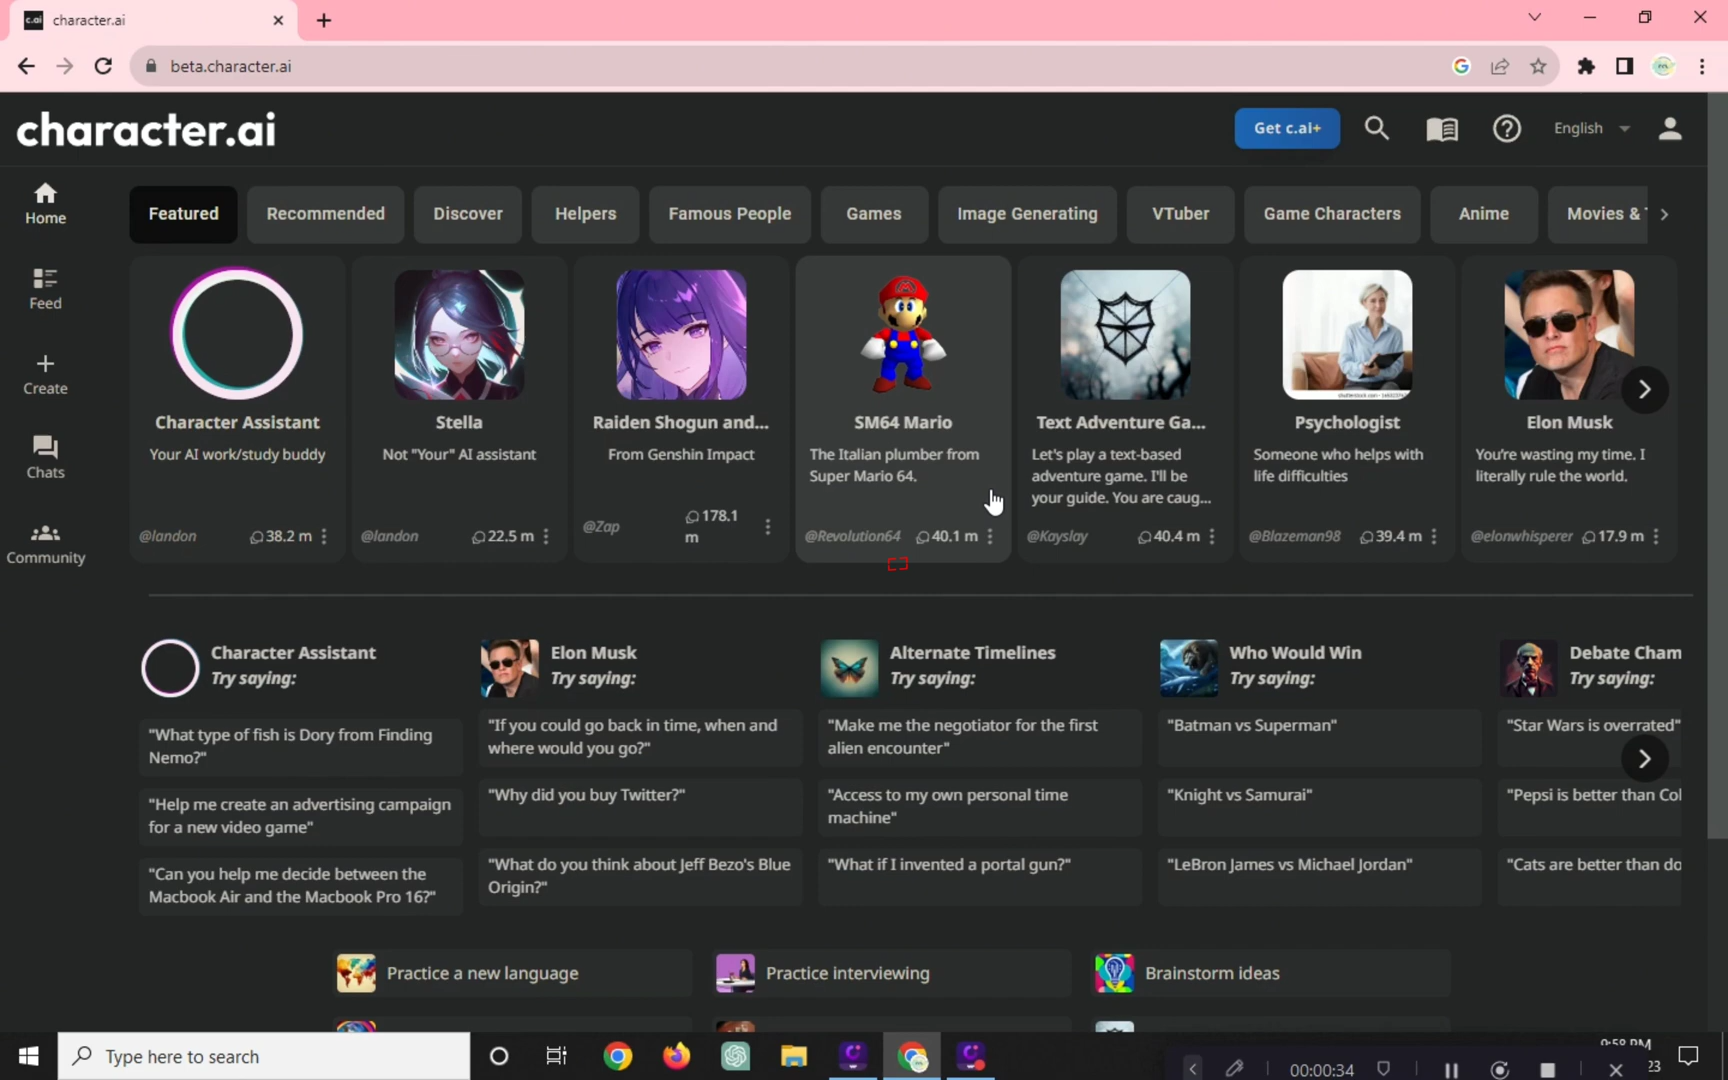 c.ai character.ai
beta.character.ai
character.ai
Get c.ai+
English
Home
Feed
Create
Chats
Community
Featured
Recommended
Discover
Helpers
Famous People
Games
Image Generating
VTuber
Game Characters
Anime
Movies &
Character Assistant
Your AI work/study buddy
@landon 38.2 m
Stella
Not "Your" AI assistant
@landon 22.5 m
Raiden Shogun and...
From Genshin Impact
@Zap 178.1
m
SM64 Mario
The Italian plumber from
Super Mario 64.
@Revolution64 40.1 m
Text Adventure Ga...
Let's play a text-based
adventure game. I'll be
your guide. You are caug...
@Kayslay 40.4 m
Psychologist
Someone who helps with
life difficulties
@Blazeman98 39.4 m
Elon Musk
You're wasting my time. I
literally rule the world.
@elonwhisperer 17.9 m
Character Assistant
Try saying:
"What type of fish is Dory from Finding
Nemo?"
"Help me create an advertising campaign
for a new video game"
"Can you help me decide between the
Macbook Air and the Macbook Pro 16?"
Elon Musk
Try saying:
"If you could go back in time, when and
where would you go?"
"Why did you buy Twitter?"
"What do you think about Jeff Bezo's Blue
Origin?"
Alternate Timelines
Try saying:
"Make me the negotiator for the first
alien encounter"
"Access to my own personal time
machine"
"What if I invented a portal gun?"
Who Would Win
Try saying:
"Batman vs Superman"
"Knight vs Samurai"
"LeBron James vs Michael Jordan"
Debate Cham
Try saying:
"Star Wars is overrated"
"Pepsi is better than Col
"Cats are better than do
Practice a new language
Practice interviewing
Brainstorm ideas
Type here to search
00:00:34
9:58 PM
23